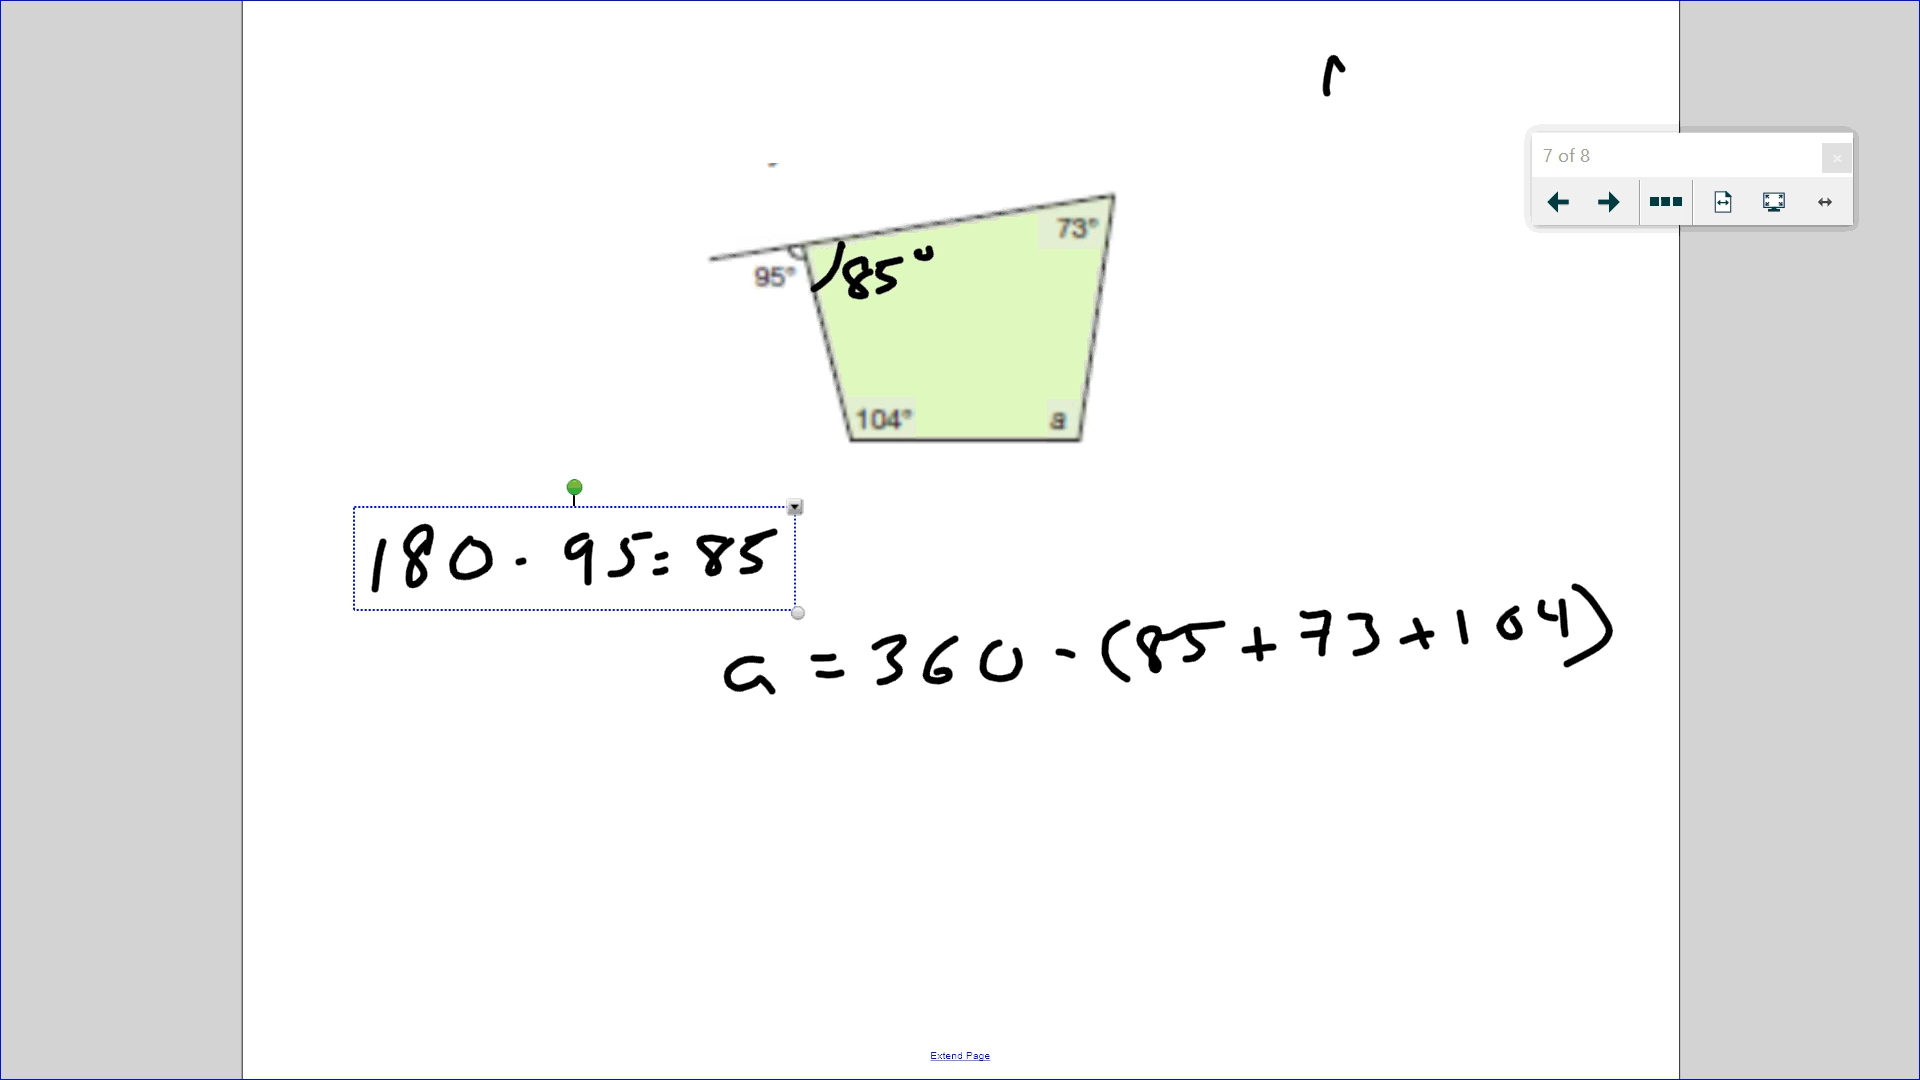 7 of 8
73°
95° 85°
104° a
180 - 95 = 85
a = 360 - (85 + 73 + 104)
Extend Page